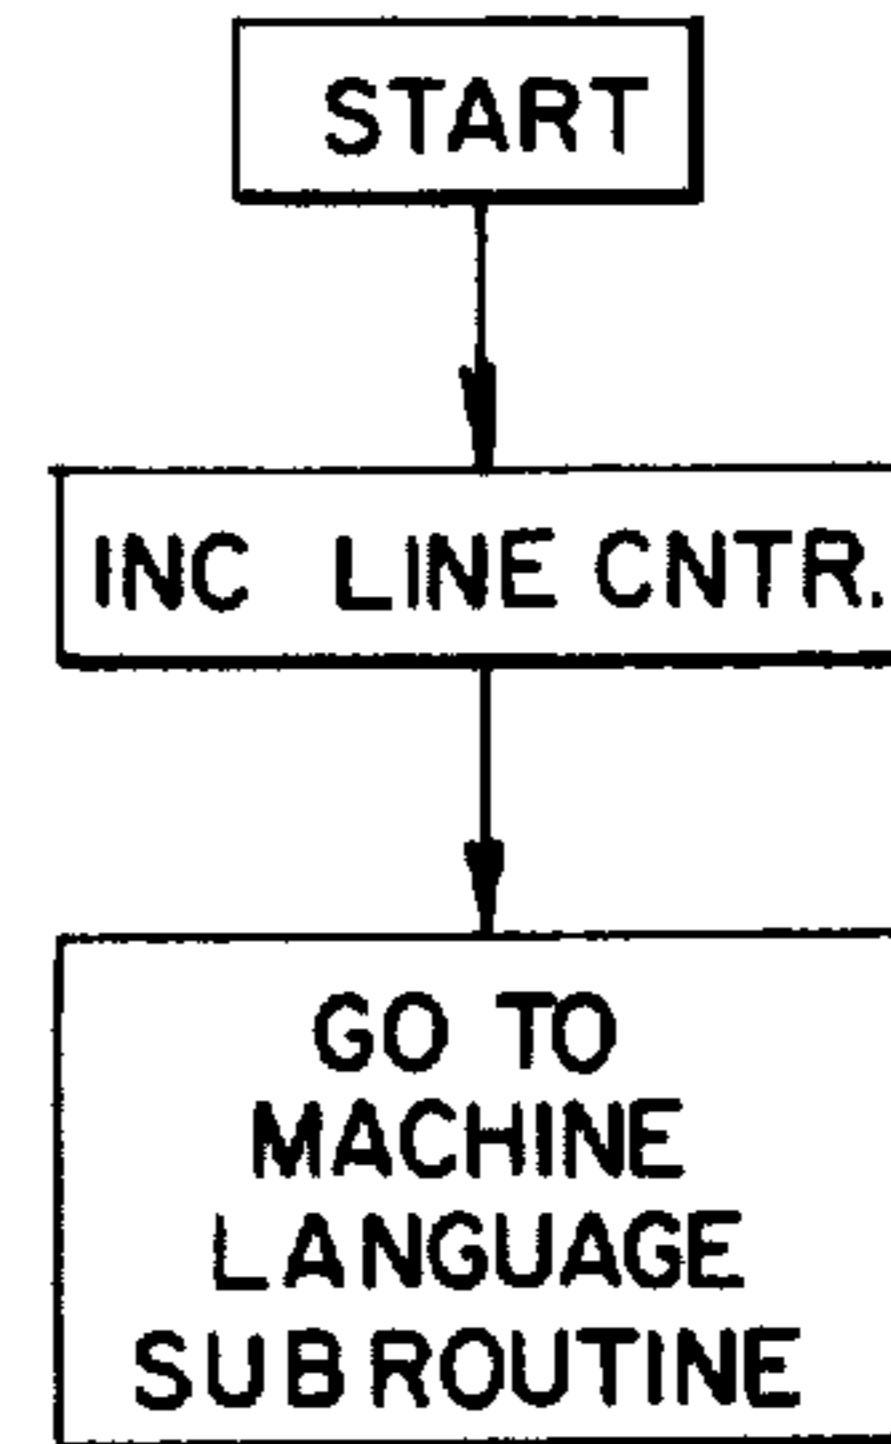 START
INC LINE CNTR.
GO TO
MACHINE
LANGUAGE
SUBROUTINE